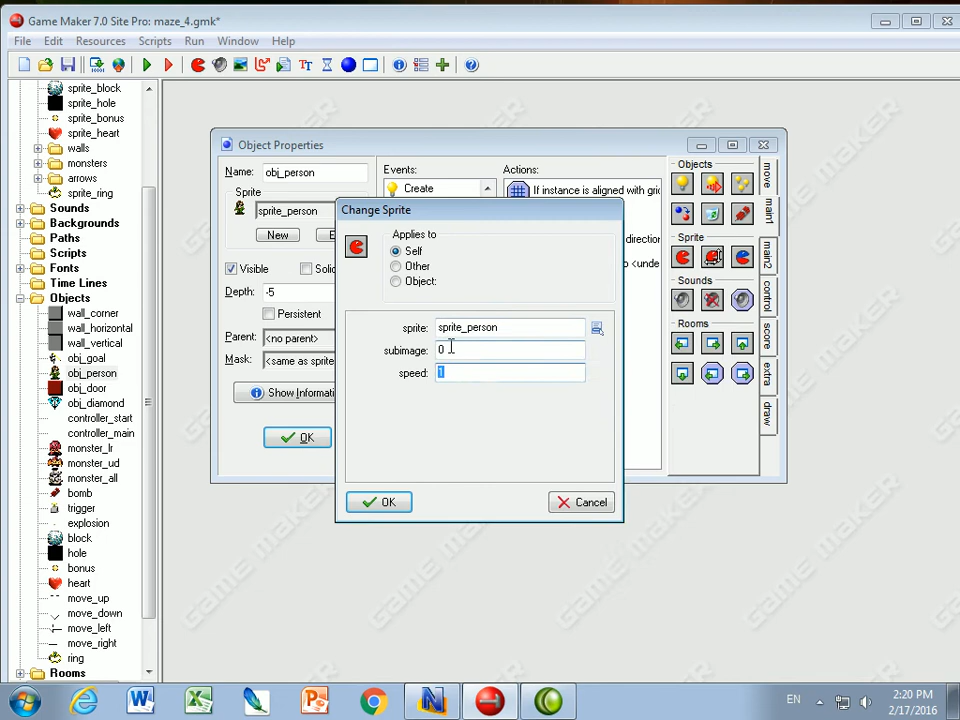 Game Maker 7.0 Site Pro: maze_4.gmk*
File Edit Resources Scripts Run Window Help
sprite_block
sprite_hole
sprite_bonus
sprite_heart
walls
monsters
arrows
sprite_ring
Sounds
Backgrounds
Paths
Scripts
Fonts
Time Lines
Objects
wall_corner
wall_horizontal
wall_vertical
obj_goal
obj_person
obj_door
obj_diamond
controller_start
controller_main
monster_lr
monster_ud
monster_all
bomb
trigger
explosion
block
hole
bonus
heart
move_up
move_down
move_left
move_right
ring
Rooms
Object Properties
Name: obj_person
Sprite
sprite_person
New E
Visible Solid
Depth: -5
Persistent
Parent: <no parent>
Mask: <same as sprite
Show Informati
OK
Events:
Create
Actions:
If instance is aligned with grid
direction
o <unde
Change Sprite
Applies to
Self
Other
Object:
sprite: sprite_person
subimage: 0
speed: 1
OK Cancel
Objects
Sprite
Sounds
Rooms
move
main1
main2
control
score
extra
draw
GAME MAKER
EN
2:20 PM
2/17/2016